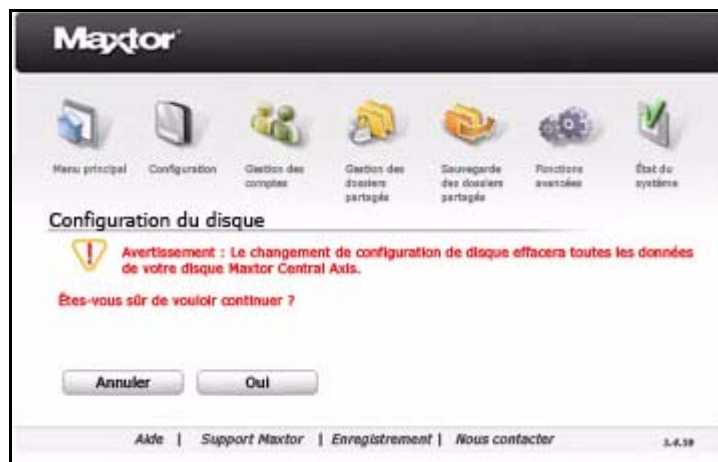 Maxtor
Menu principal
Configuration
Gestion des
comptes
Gestion des
dossiers
partagés
Sauvegarde
des dossiers
partagés
Fonctions
avancées
État du
système
Configuration du disque
Avertissement : Le changement de configuration de disque effacera toutes les données
de votre disque Maxtor Central Axis.
Êtes-vous sûr de vouloir continuer ?
Annuler Oui
Aide | Support Maxtor | Enregistrement | Nous contacter